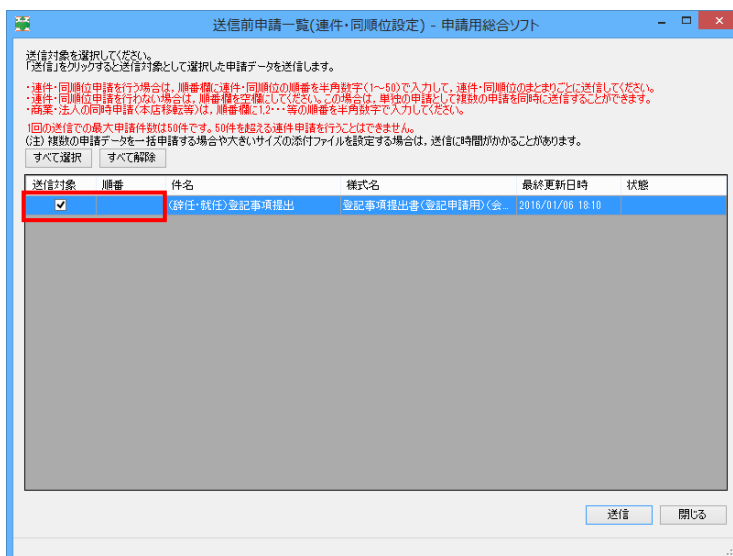 送信前申請一覧(連件・同順位設定) - 申請用総合ソフト
送信対象を選択してください。
「送信」をクリックすると送信対象として選択した申請データを送信します。
・連件・同順位申請を行う場合は，順番欄に連件・同順位の順番を半角数字(1～50)で入力して，連件・同順位のまとまりごとに送信してください。
・連件・同順位申請を行わない場合は，順番欄を空欄にしてください。この場合は，単独の申請として複数の申請を同時に送信することができます。
・商業・法人の同時申請(本店移転等)は，順番欄に1,2・・・等の順番を半角数字で入力してください。
1回の送信での最大申請件数は50件です。50件を超える連件申請を行うことはできません。
(注) 複数の申請データを一括申請する場合や大きいサイズの添付ファイルを設定する場合は，送信に時間がかかることがあります。
すべて選択 すべて解除
送信対象 順番 件名 様式名 最終更新日時 状態
(辞任・就任)登記事項提出 登記事項提出書(登記申請用)(会... 2016/01/06 18:10
送信 閉じる